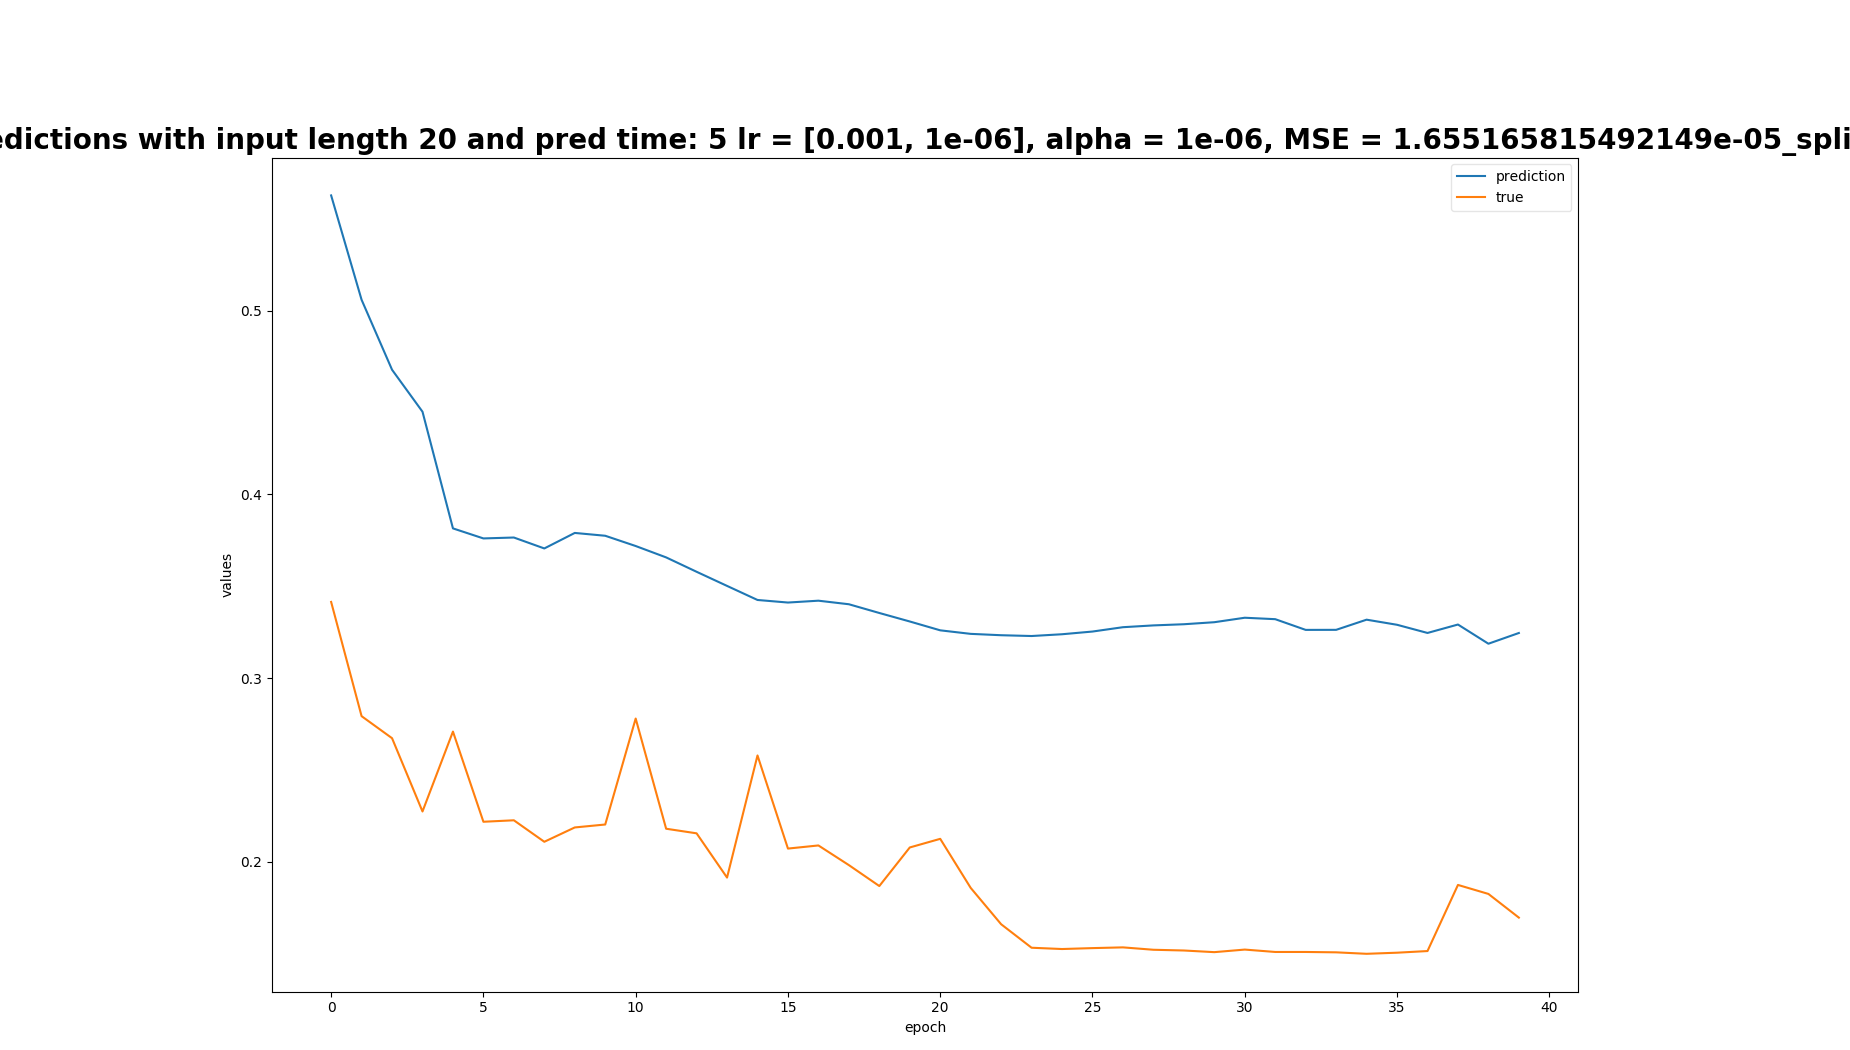 edictions with input length 20 and pred time: 5 lr = [0.001, 1e-06], alpha = 1e-06, MSE = 1.655165815492149e-05_spli
prediction
true
0.5
0.4
0.3
0.2
values
0 5 10 15 20 25 30 35 40
epoch